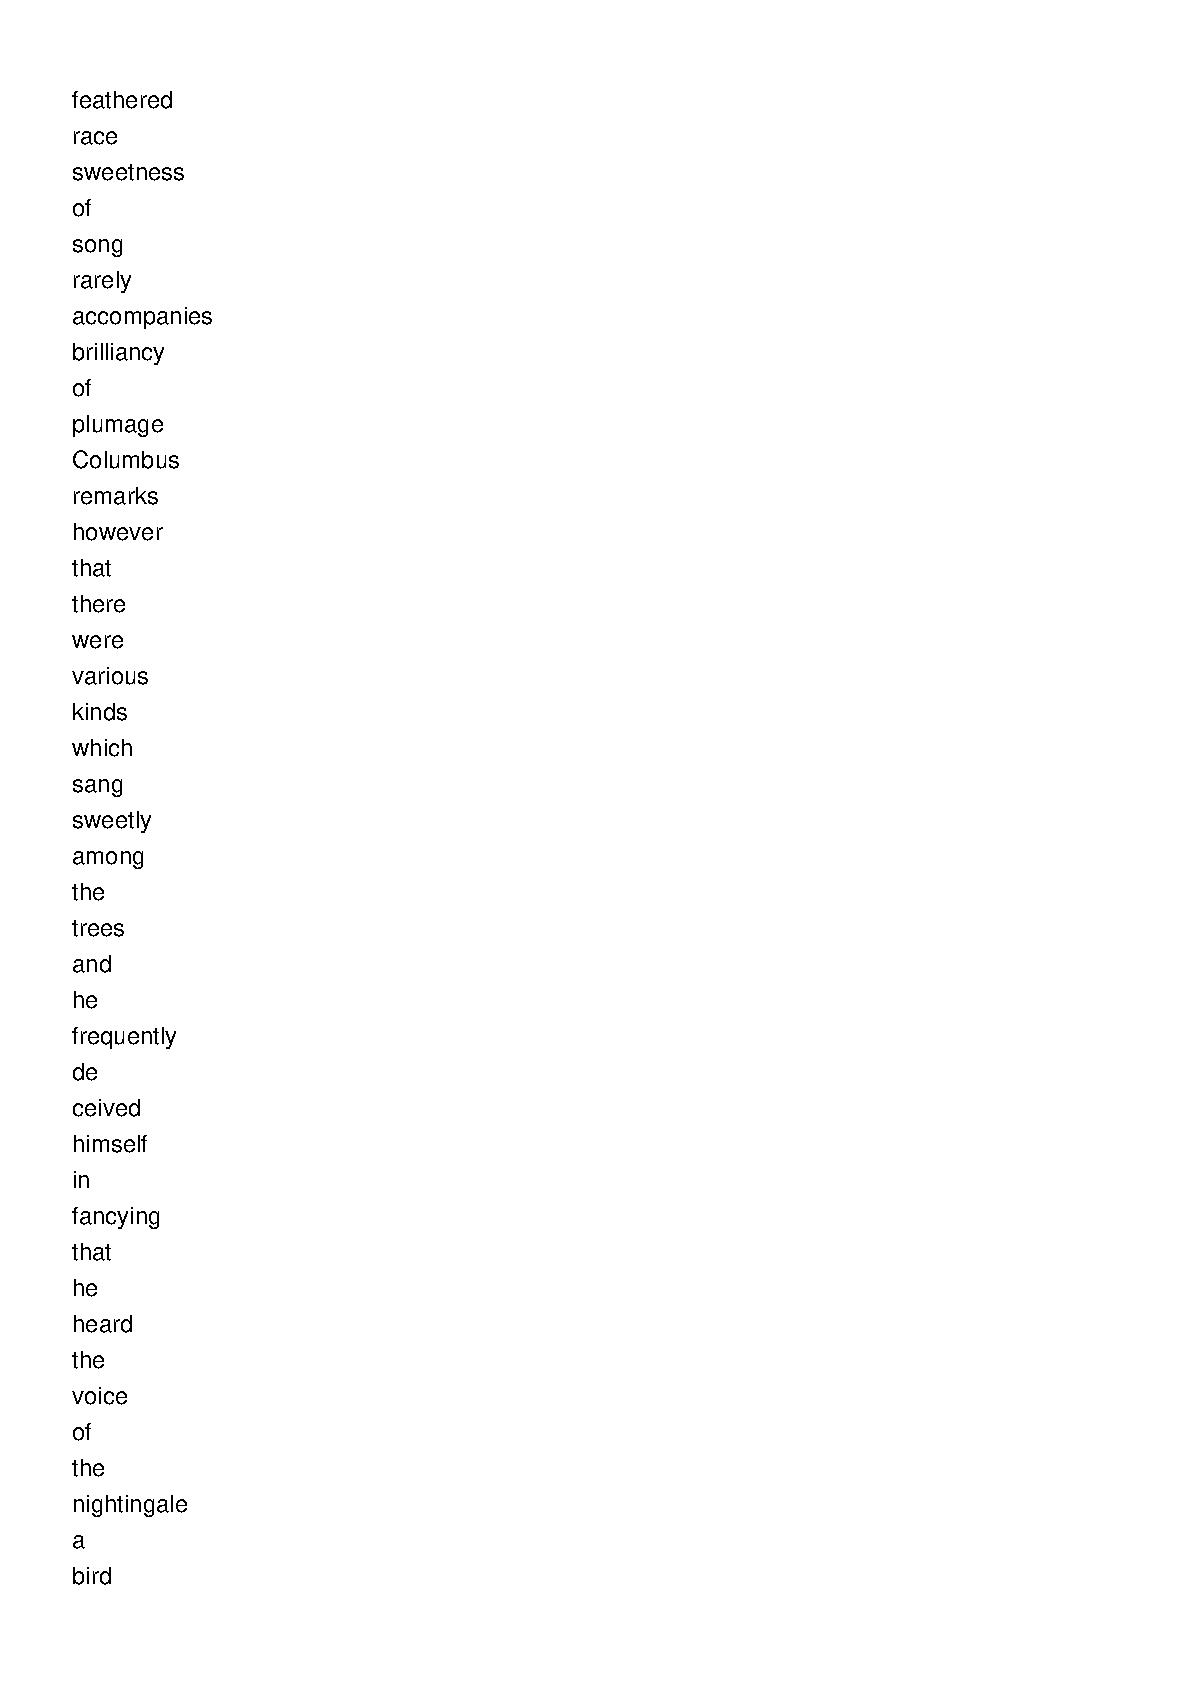 feathered
race
sweetness
of
song
rarely
accompanies
brilliancy
of
plumage
Columbus
remarks
however
that
there
were
various
kinds
which
sang
sweetly
among
the
trees
and
he
frequently
de
ceived
himself
in
fancying
that
he
heard
the
voice
of
the
nightingale
a
bird